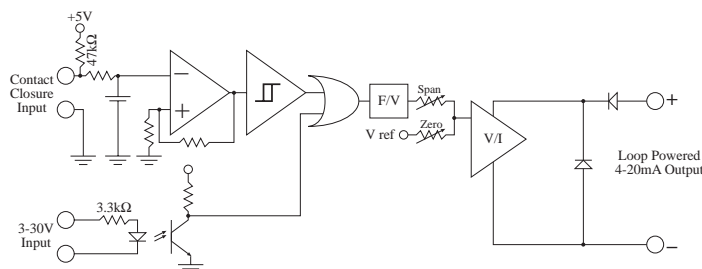 +5V
47kΩ
Contact
Closure
Input
−
+
F/V
Span
V ref
Zero
V/I
+
Loop Powered
4-20mA Output
−
3.3kΩ
3-30V
Input